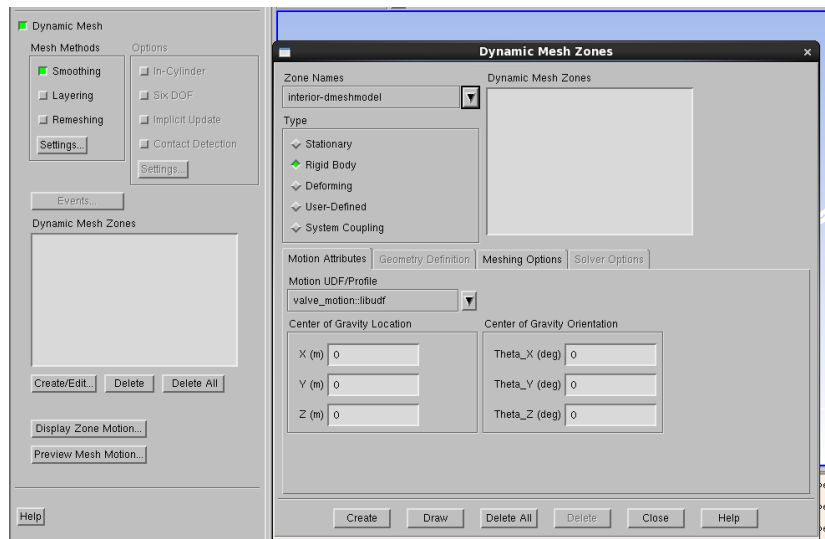 Dynamic Mesh
Mesh Methods
Options
Smoothing
In-Cylinder
Layering
Six DOF
Remeshing
Implicit Update
Settings...
Contact Detection
Settings...
Events...
Dynamic Mesh Zones
Create/Edit... Delete Delete All
Display Zone Motion...
Preview Mesh Motion...
Help
Dynamic Mesh Zones
Zone Names
Dynamic Mesh Zones
interior-dmeshmodel
Type
Stationary
Rigid Body
Deforming
User-Defined
System Coupling
Motion Attributes Geometry Definition Meshing Options Solver Options
Motion UDF/Profile
valve_motion::libudf
Center of Gravity Location
Center of Gravity Orientation
X (m) 0
Theta_X (deg) 0
Y (m) 0
Theta_Y (deg) 0
Z (m) 0
Theta_Z (deg) 0
Create Draw Delete All Delete Close Help